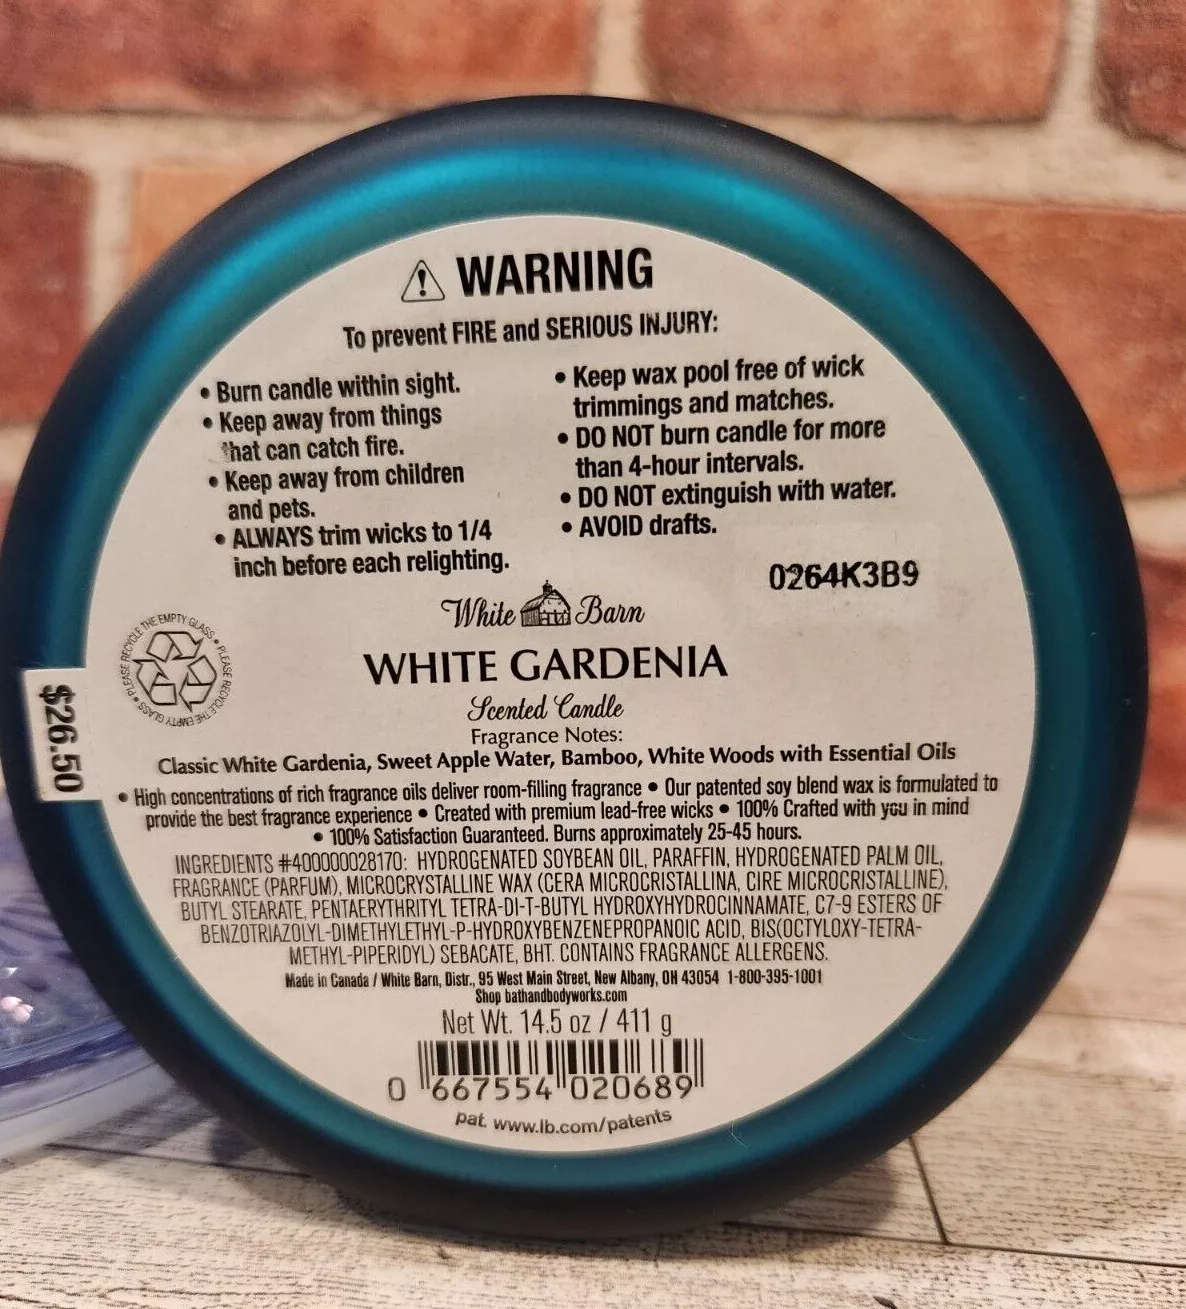 WARNING
To prevent FIRE and SERIOUS INJURY:
• Burn candle within sight.
• Keep away from things
that can catch fire.
• Keep away from children
and pets.
• ALWAYS trim wicks to 1/4
inch before each relighting.
• Keep wax pool free of wick
trimmings and matches.
• DO NOT burn candle for more
than 4-hour intervals.
• DO NOT extinguish with water.
• AVOID drafts.
0264K3B9
White Barn
PLEASE RECYCLE THE EMPTY GLASS • PLEASE RECYCLE THE EMPTY GLASS •
WHITE GARDENIA
Scented Candle
$26.50
Fragrance Notes:
Classic White Gardenia, Sweet Apple Water, Bamboo, White Woods with Essential Oils
• High concentrations of rich fragrance oils deliver room-filling fragrance • Our patented soy blend wax is formulated to
provide the best fragrance experience • Created with premium lead-free wicks • 100% Crafted with you in mind
• 100% Satisfaction Guaranteed. Burns approximately 25-45 hours.
INGREDIENTS #400000028170: HYDROGENATED SOYBEAN OIL, PARAFFIN, HYDROGENATED PALM OIL,
FRAGRANCE (PARFUM), MICROCRYSTALLINE WAX (CERA MICROCRISTALLINA, CIRE MICROCRISTALLINE),
BUTYL STEARATE, PENTAERYTHRITYL TETRA-DI-T-BUTYL HYDROXYHYDROCINNAMATE, C7-9 ESTERS OF
BENZOTRIAZOLYL-DIMETHYLETHYL-P-HYDROXYBENZENEPROPANOIC ACID, BIS(OCTYLOXY-TETRA-
METHYL-PIPERIDYL) SEBACATE, BHT. CONTAINS FRAGRANCE ALLERGENS.
Made in Canada / White Barn, Distr., 95 West Main Street, New Albany, OH 43054 1-800-395-1001
Shop bathandbodyworks.com
Net Wt. 14.5 oz / 411 g
0 667554 020689
pat. www.lb.com/patents